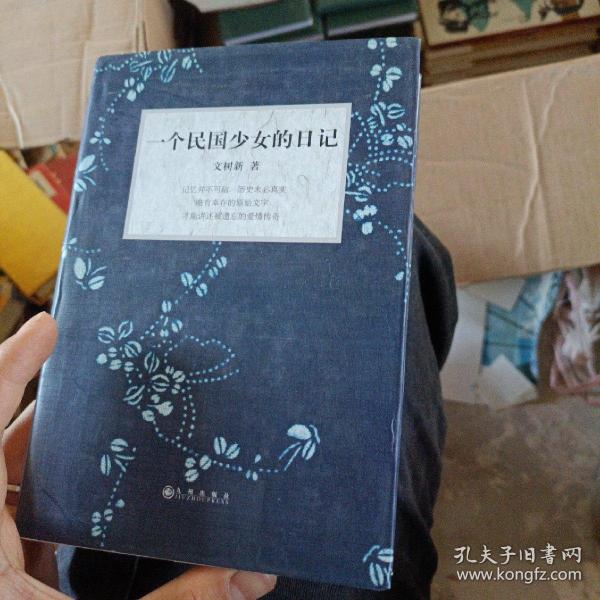 一个民国少女的日记
文树新 著
记忆并不可信 历史未必真实
唯有幸存的原始文字
才能讲述被遗忘的爱情传奇
九州出版社
JIUZHOUPRESS
孔夫子旧书网
www.kongfz.com